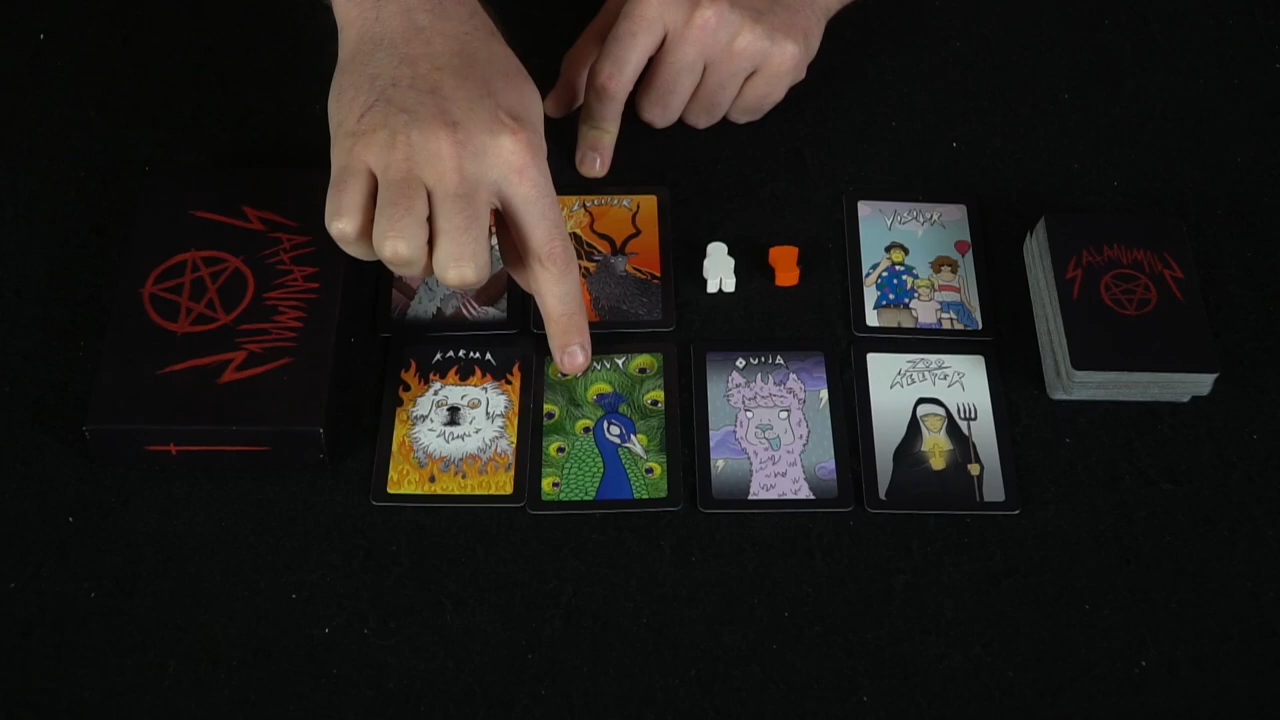 SATANIMALS
VISITOR
SATANIMALS
KARMA
OUIJA
ZOO
KEEPER